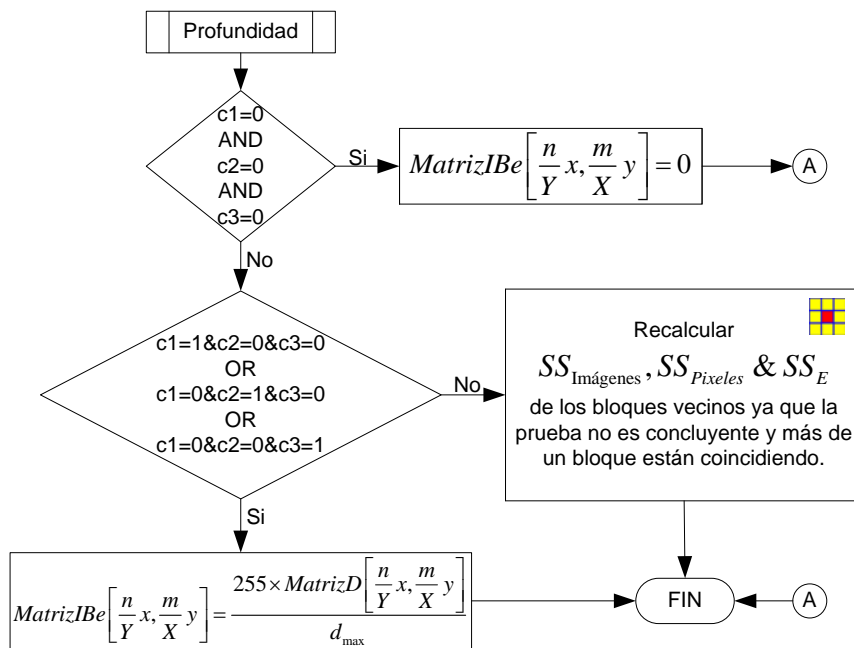 Profundidad
c1=0
AND
c2=0
AND
c3=0
Si
MatrizIBe[n/Y x, m/X y] = 0
A
No
c1=1&c2=0&c3=0
OR
c1=0&c2=1&c3=0
OR
c1=0&c2=0&c3=1
No
Recalcular
SS_Imágenes, SS_Pixeles & SS_E
de los bloques vecinos ya que la
prueba no es concluyente y más de
un bloque están coincidiendo.
Si
MatrizIBe[n/Y x, m/X y] = 255 × MatrizD[n/Y x, m/X y] / d_max
FIN
A